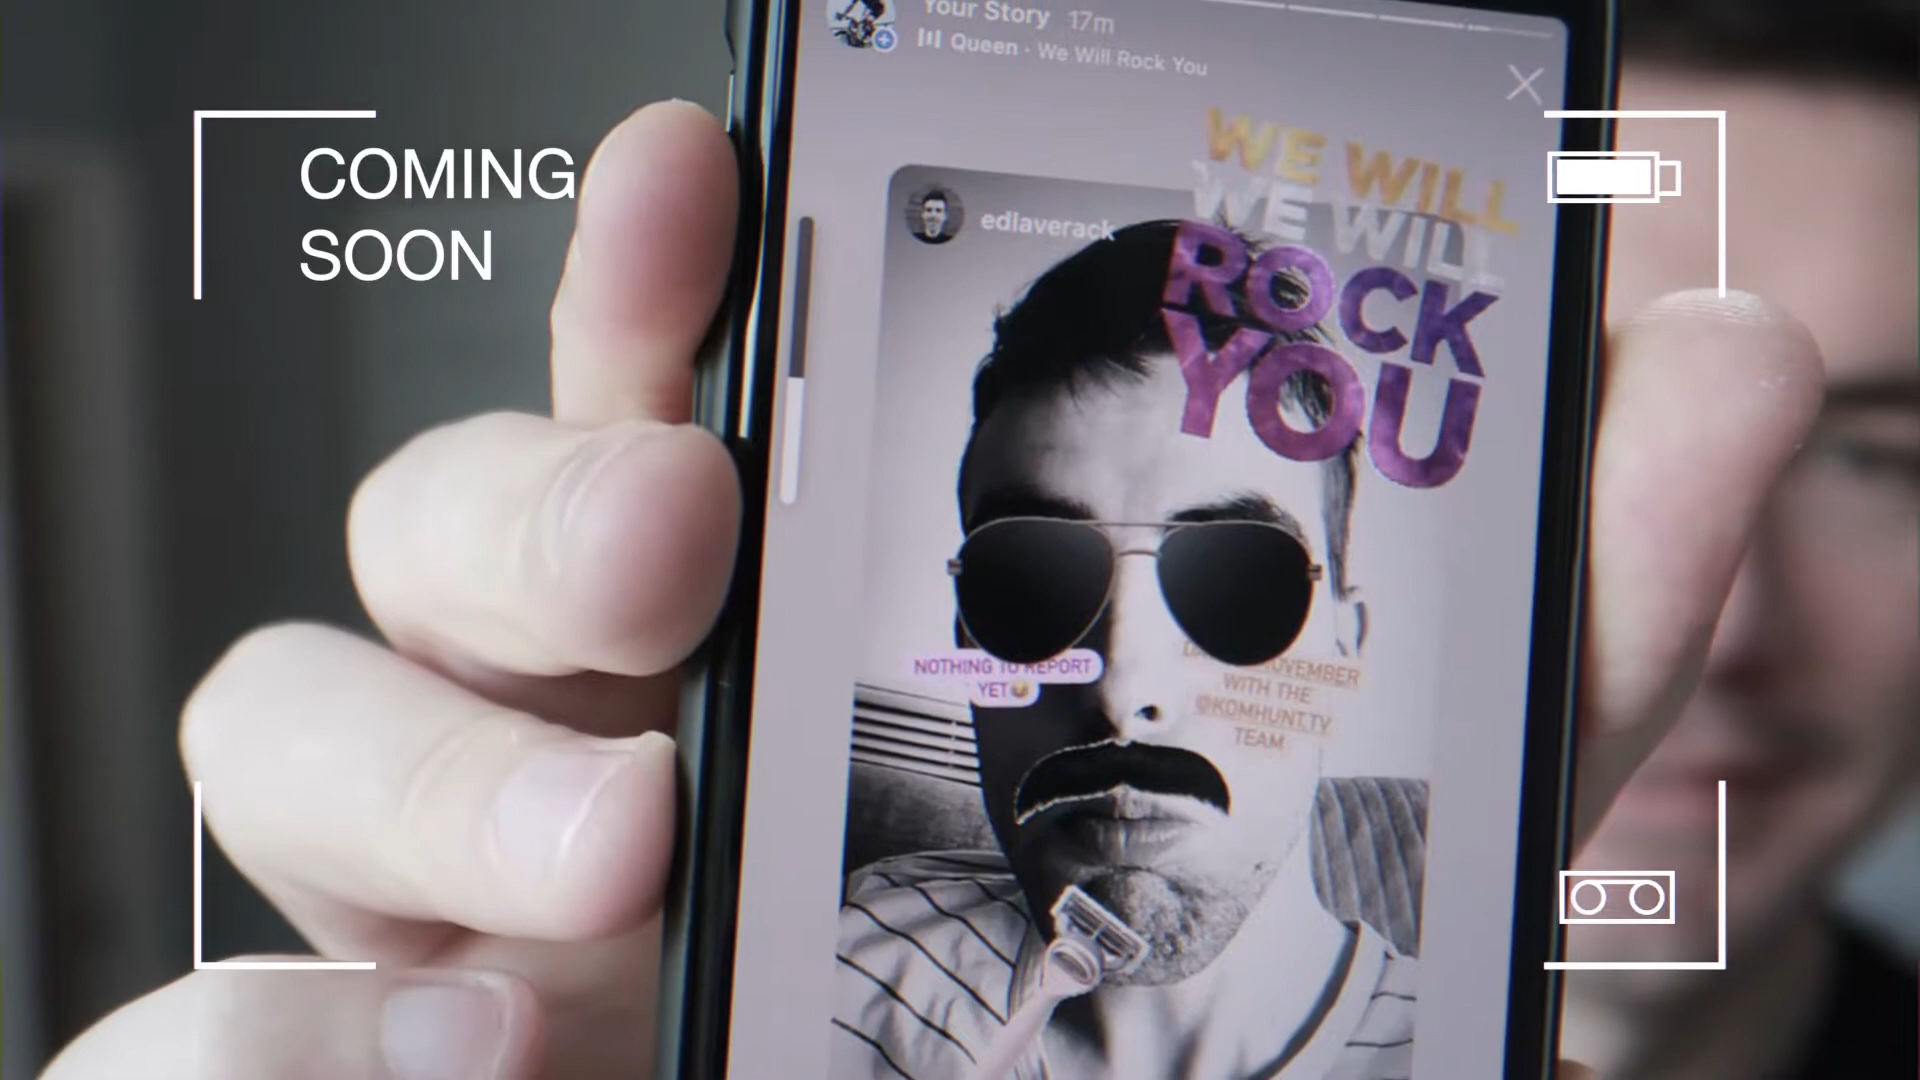 Your Story 17m
Queen · We Will Rock You
COMING
SOON
WE WILL
WE WILL
ROCK
YOU
edlaverack
NOTHING TO REPORT
YET
WITH THE
@KOMHUNT.TV
TEAM